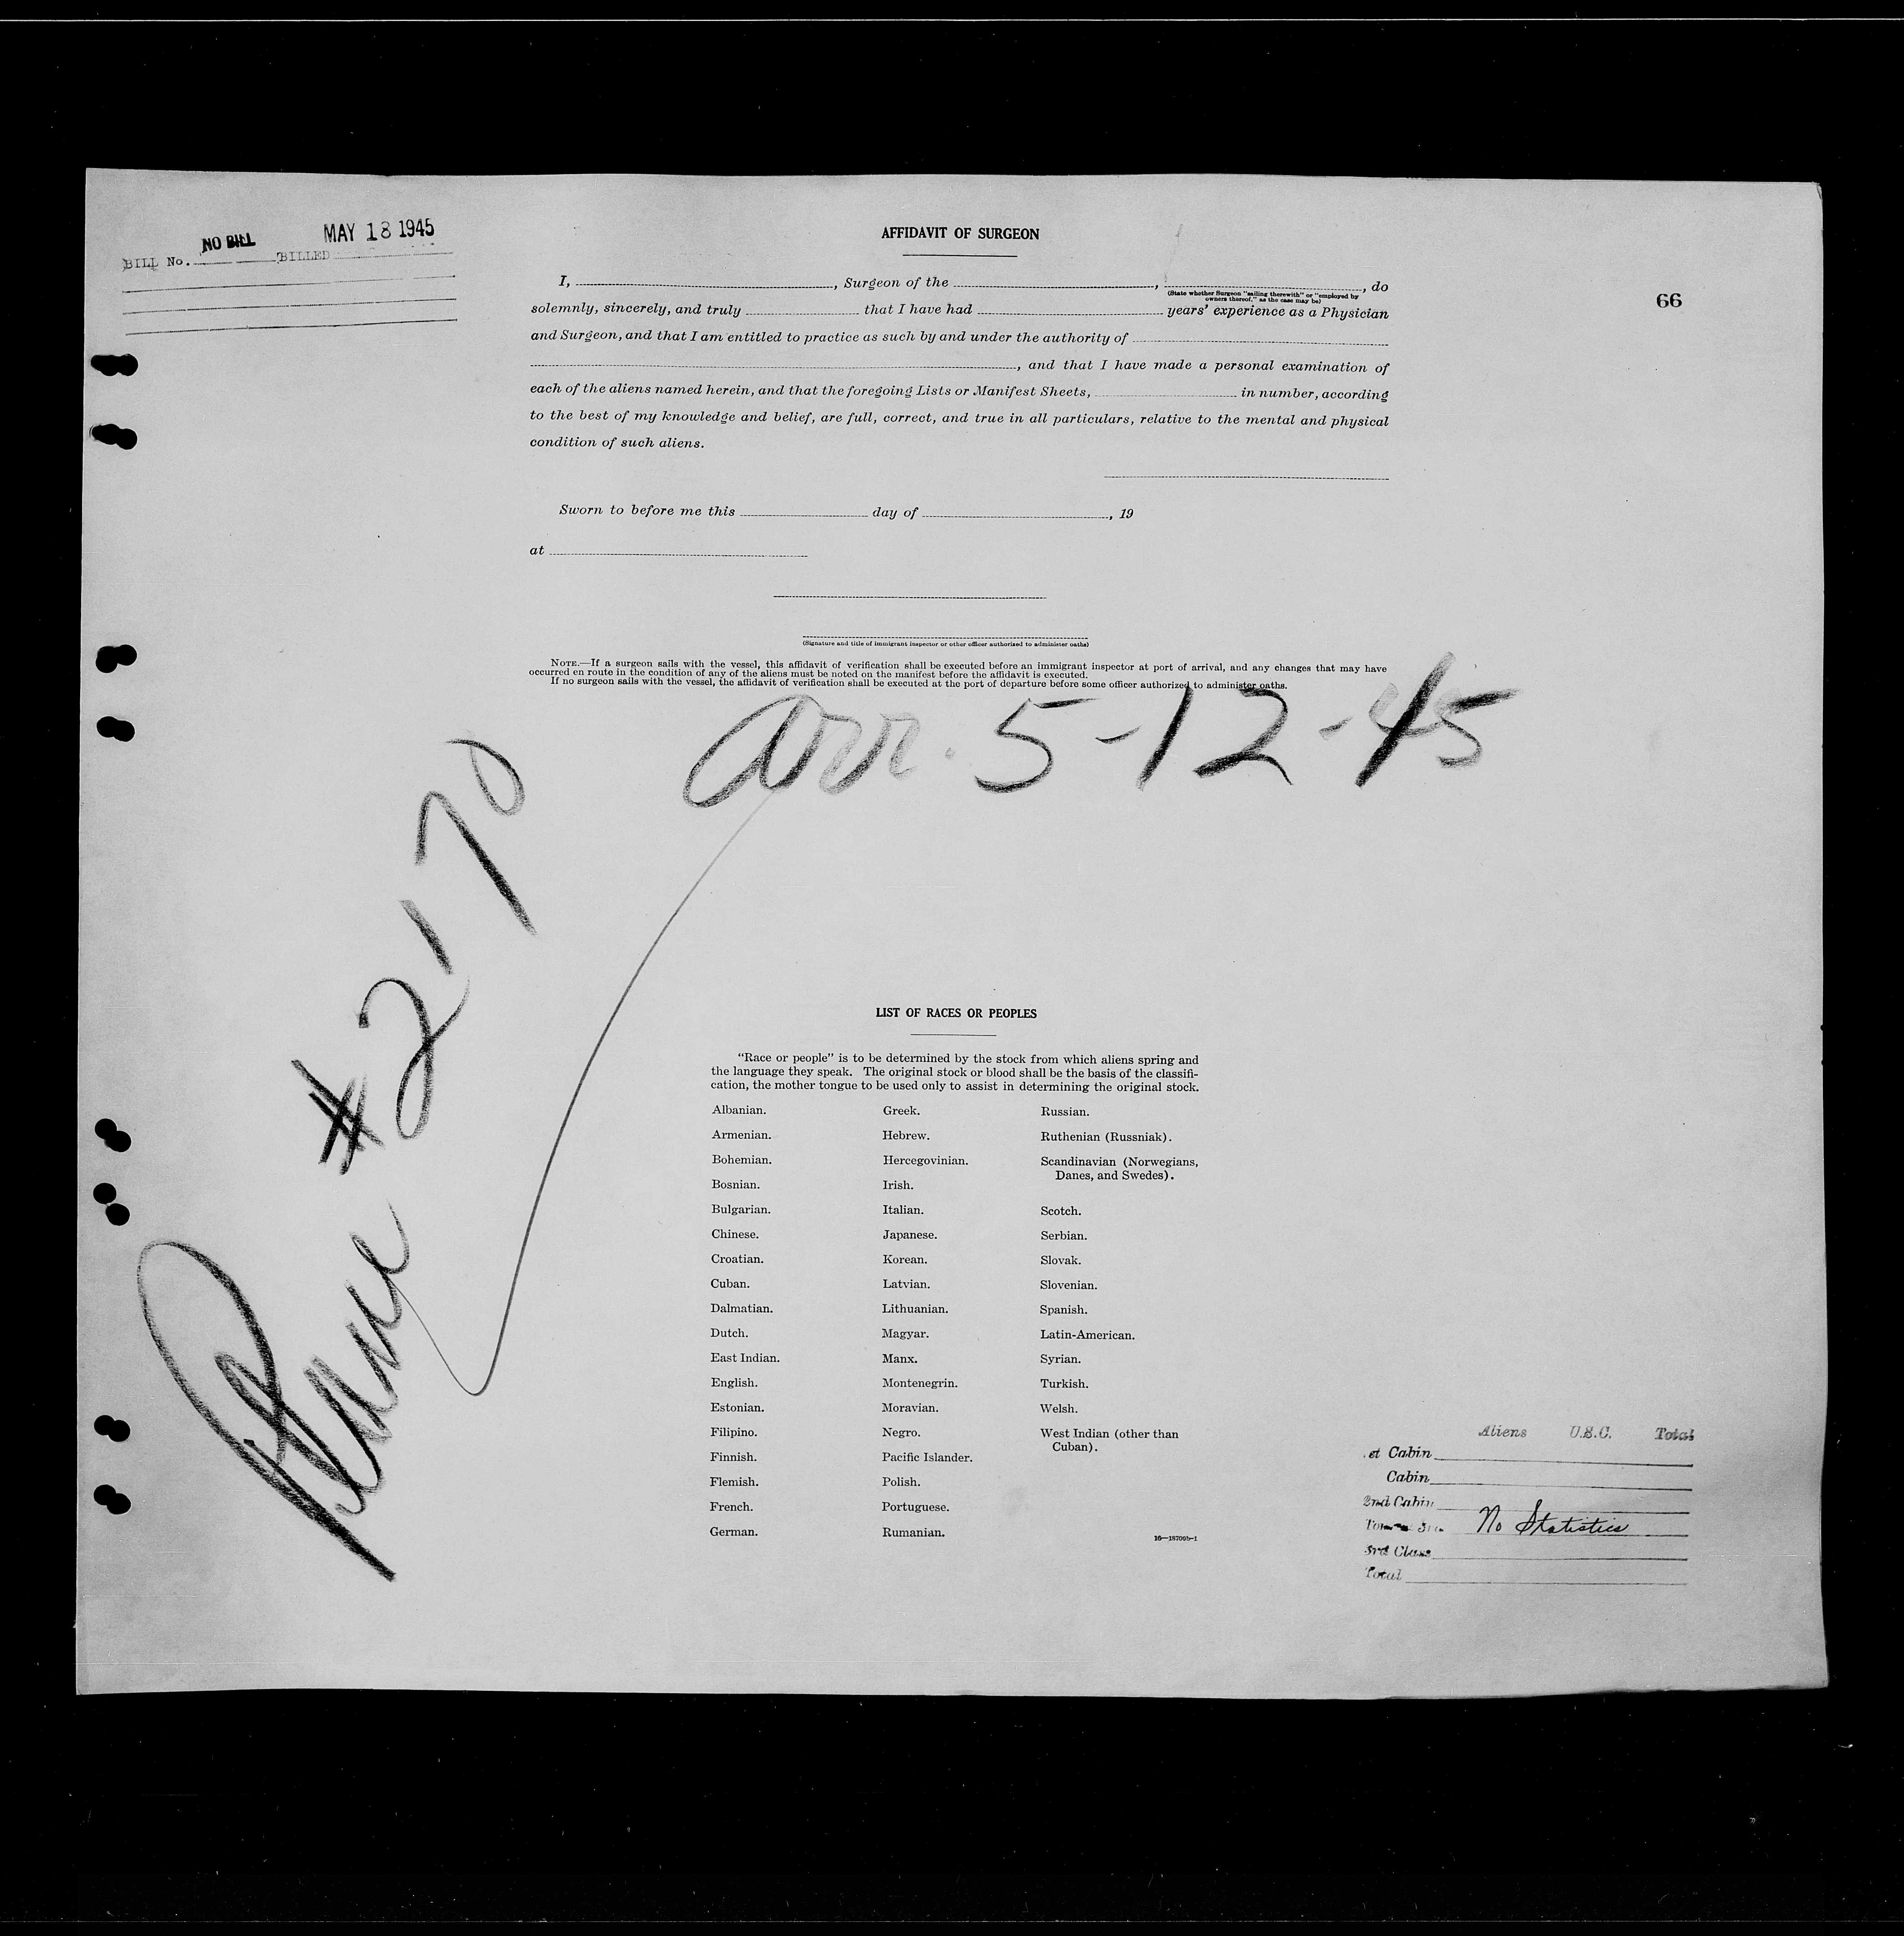 NO BILL MAY 18 1945
BILL No. BILLED
AFFIDAVIT OF SURGEON
66
I, , Surgeon of the , , do
(State whether Surgeon "sailing therewith" or "employed by
owners thereof," as the case may be)
solemnly, sincerely, and truly that I have had years' experience as a Physician
and Surgeon, and that I am entitled to practice as such by and under the authority of
, and that I have made a personal examination of
each of the aliens named herein, and that the foregoing Lists or Manifest Sheets, in number, according
to the best of my knowledge and belief, are full, correct, and true in all particulars, relative to the mental and physical
condition of such aliens.
Sworn to before me this day of , 19
at
(Signature and title of immigrant inspector or other officer authorized to administer oaths)
NOTE.—If a surgeon sails with the vessel, this affidavit of verification shall be executed before an immigrant inspector at port of arrival, and any changes that may have
occurred en route in the condition of any of the aliens must be noted on the manifest before the affidavit is executed.
If no surgeon sails with the vessel, the affidavit of verification shall be executed at the port of departure before some officer authorized to administer oaths.
arr. 5-12-45
Plane #2170
LIST OF RACES OR PEOPLES
"Race or people" is to be determined by the stock from which aliens spring and
the language they speak. The original stock or blood shall be the basis of the classifi-
cation, the mother tongue to be used only to assist in determining the original stock.
Albanian.
Armenian.
Bohemian.
Bosnian.
Bulgarian.
Chinese.
Croatian.
Cuban.
Dalmatian.
Dutch.
East Indian.
English.
Estonian.
Filipino.
Finnish.
Flemish.
French.
German.
Greek.
Hebrew.
Hercegovinian.
Irish.
Italian.
Japanese.
Korean.
Latvian.
Lithuanian.
Magyar.
Manx.
Montenegrin.
Moravian.
Negro.
Pacific Islander.
Polish.
Portuguese.
Rumanian.
Russian.
Ruthenian (Russniak).
Scandinavian (Norwegians,
Danes, and Swedes).
Scotch.
Serbian.
Slovak.
Slovenian.
Spanish.
Latin-American.
Syrian.
Turkish.
Welsh.
West Indian (other than
Cuban).
Aliens U.S.C. Total
Cabin
Cabin
2nd Cabin
No Statistics
3rd Class
Total